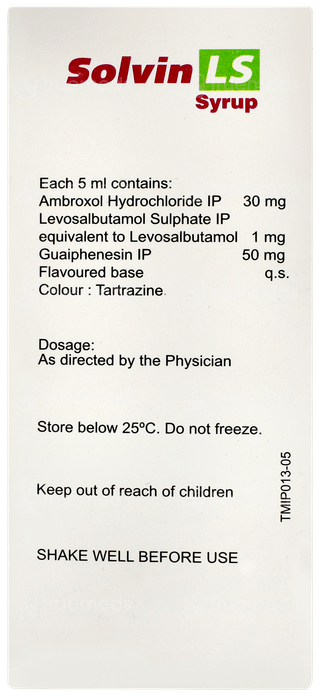 Solvin LS
Syrup
Each 5 ml contains:
Ambroxol Hydrochloride IP 30 mg
Levosalbutamol Sulphate IP
equivalent to Levosalbutamol 1 mg
Guaiphenesin IP 50 mg
Flavoured base q.s.
Colour : Tartrazine
Dosage:
As directed by the Physician
Store below 25ºC. Do not freeze.
Keep out of reach of children
TMIP013-05
SHAKE WELL BEFORE USE